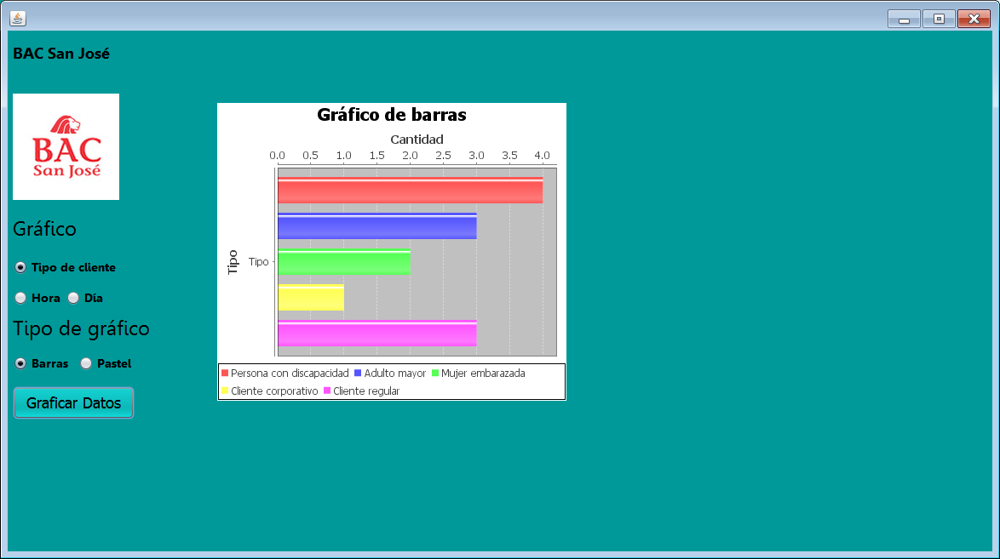 BAC San José
BAC
San José
Gráfico
Tipo de cliente
Hora Día
Tipo de gráfico
Barras Pastel
Graficar Datos
Gráfico de barras
Cantidad
0.0 0.5 1.0 1.5 2.0 2.5 3.0 3.5 4.0
Tipo
Tipo
Persona con discapacidad Adulto mayor Mujer embarazada
Cliente corporativo Cliente regular